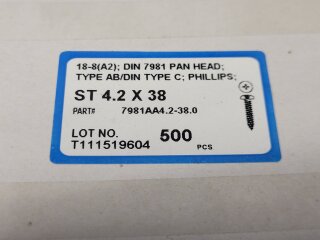 18-8(A2); DIN 7981 PAN HEAD;
TYPE AB/DIN TYPE C; PHILLIPS;
ST 4.2 X 38
PART# 7981AA4.2-38.0
LOT NO. 500 PCS
T111519604